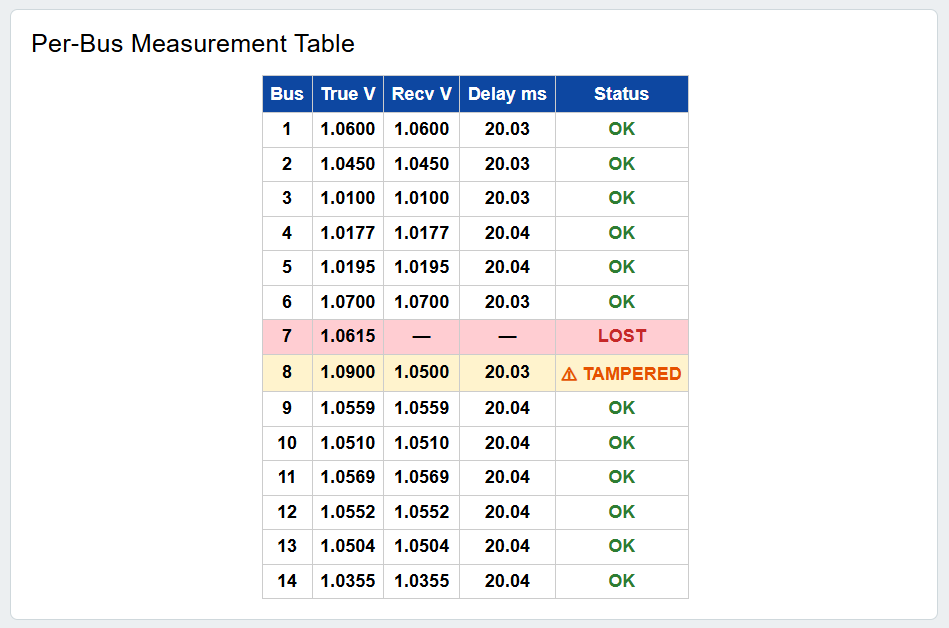 Per-Bus Measurement Table
Bus True V Recv V Delay ms Status
1 1.0600 1.0600 20.03 OK
2 1.0450 1.0450 20.03 OK
3 1.0100 1.0100 20.03 OK
4 1.0177 1.0177 20.04 OK
5 1.0195 1.0195 20.04 OK
6 1.0700 1.0700 20.03 OK
7 1.0615 — — LOST
8 1.0900 1.0500 20.03 ⚠ TAMPERED
9 1.0559 1.0559 20.04 OK
10 1.0510 1.0510 20.04 OK
11 1.0569 1.0569 20.04 OK
12 1.0552 1.0552 20.04 OK
13 1.0504 1.0504 20.04 OK
14 1.0355 1.0355 20.04 OK